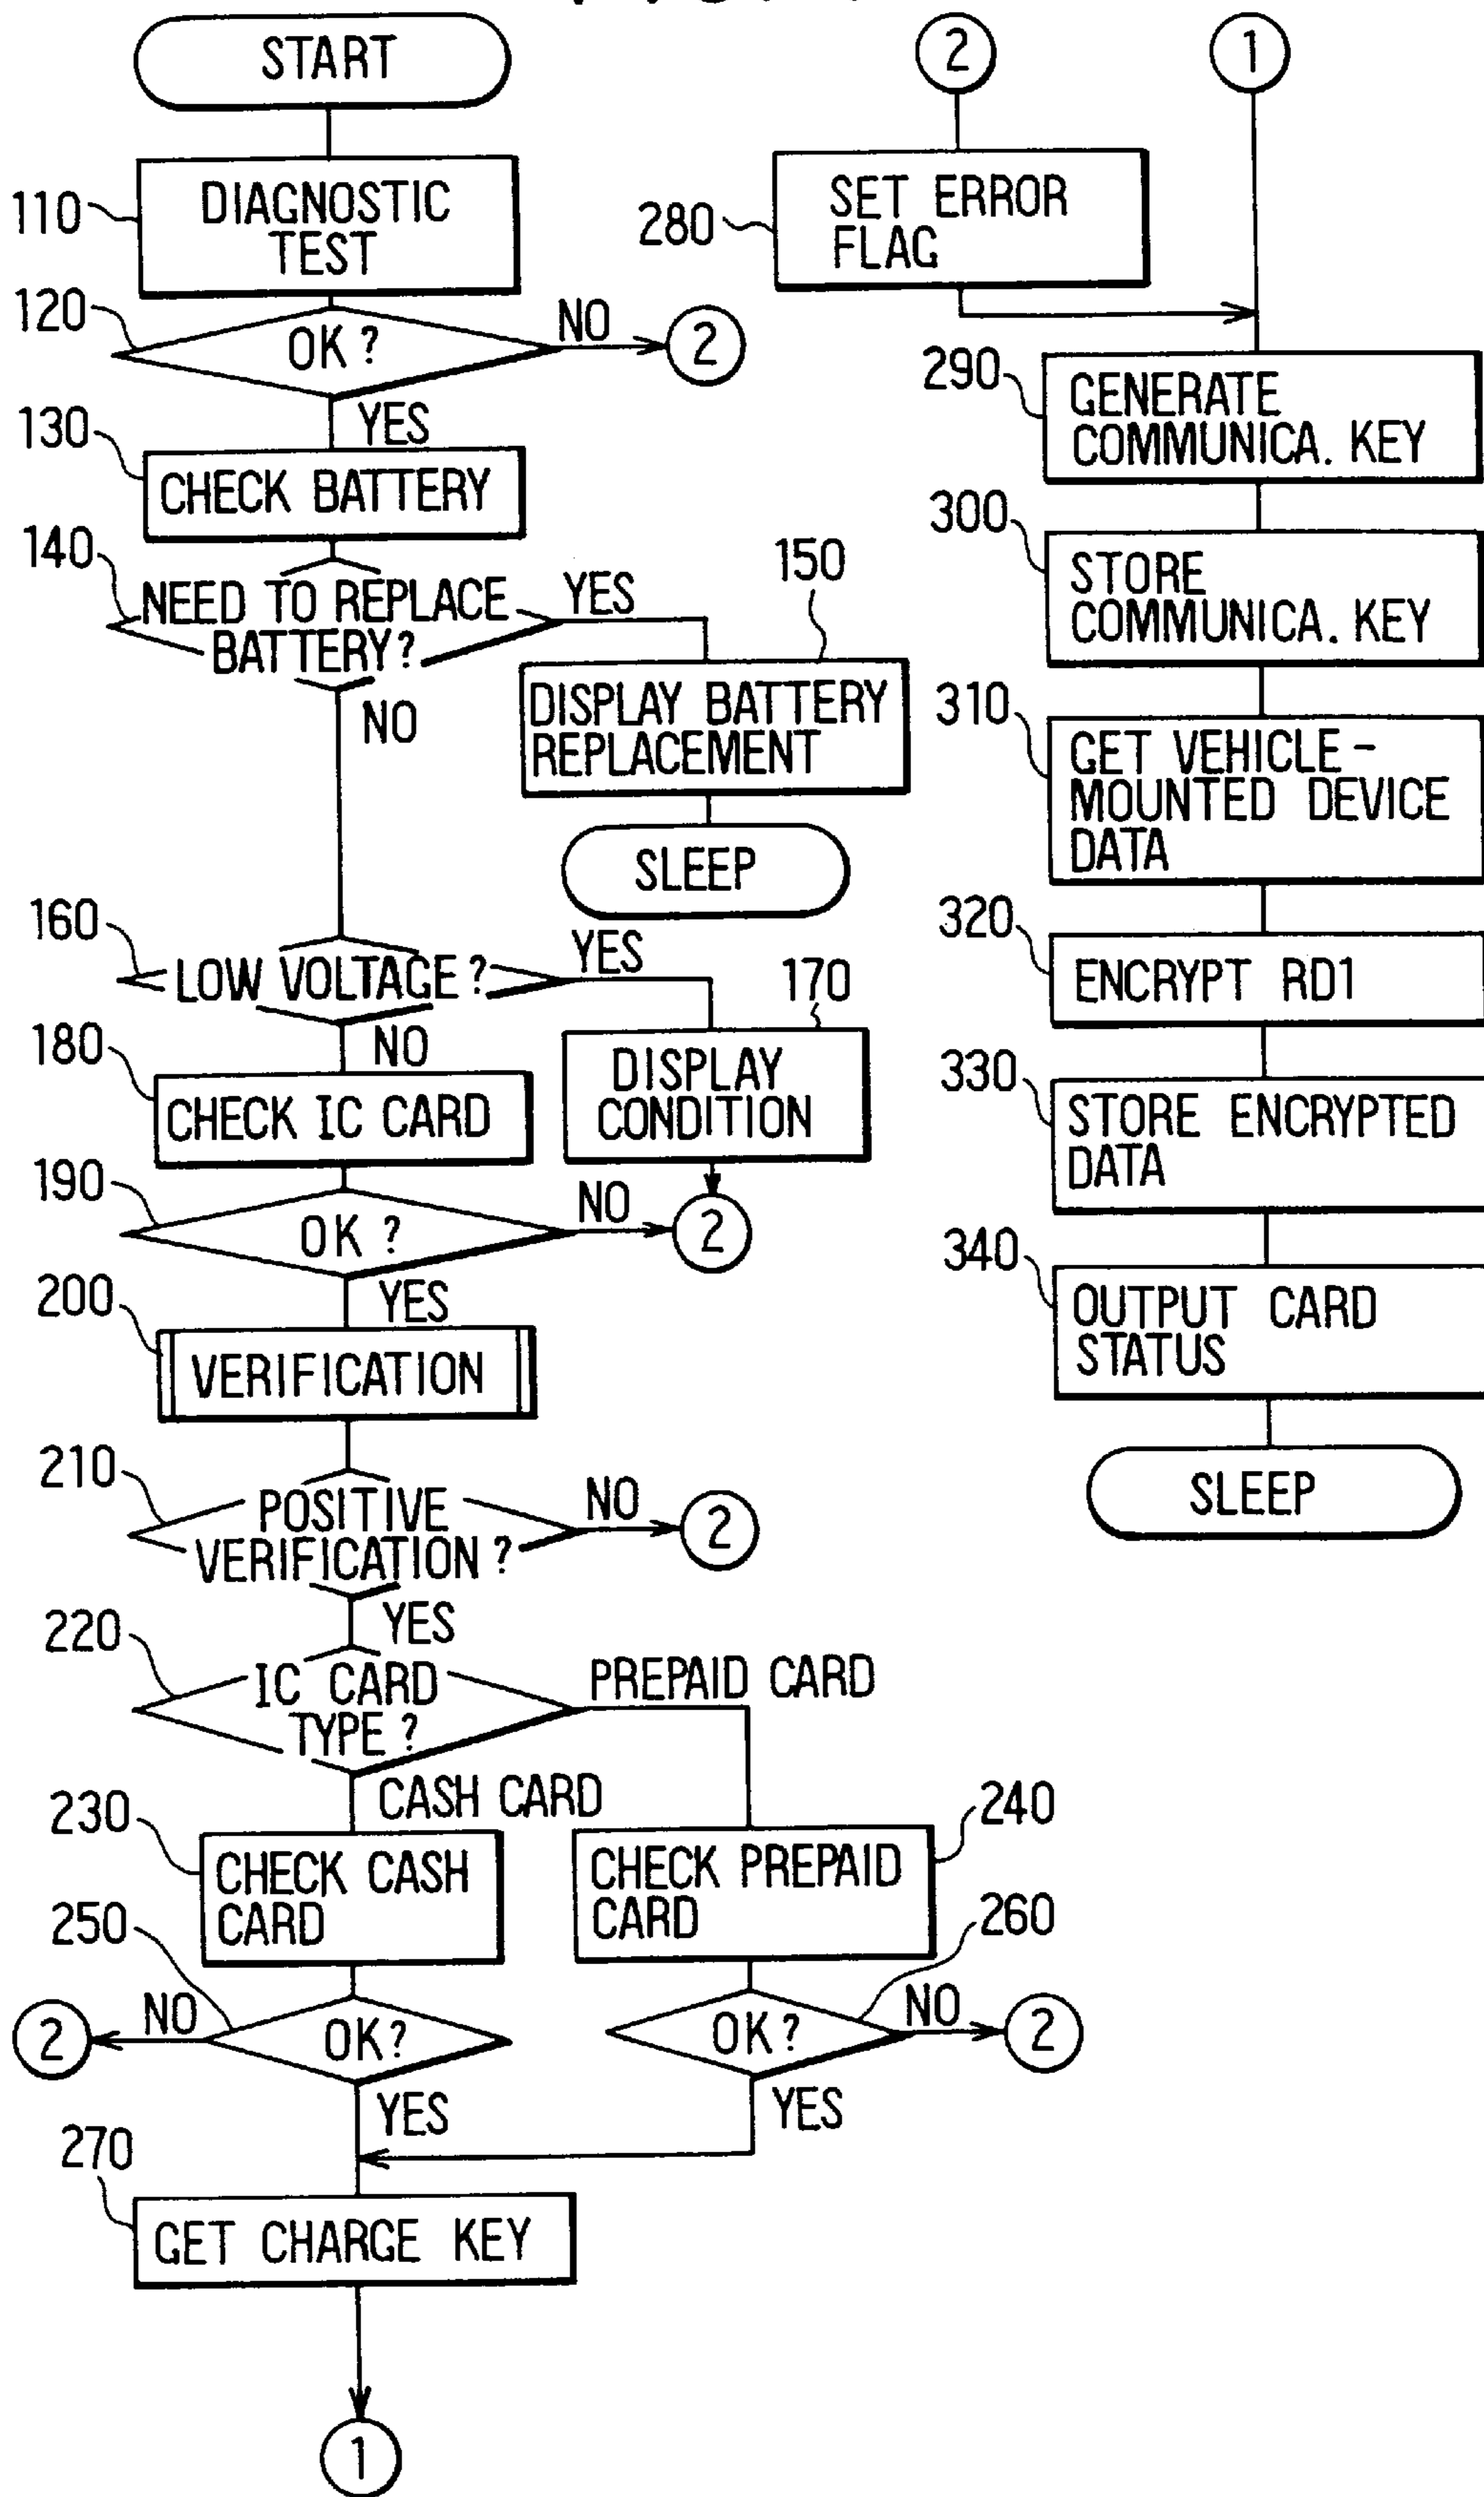 START
110
DIAGNOSTIC
TEST
120
OK?
NO
2
YES
130
CHECK BATTERY
140
NEED TO REPLACE
BATTERY?
YES
150
DISPLAY BATTERY
REPLACEMENT
SLEEP
NO
160
LOW VOLTAGE?
YES
170
DISPLAY
CONDITION
NO
180
CHECK IC CARD
190
OK?
NO
2
YES
200
VERIFICATION
210
POSITIVE
VERIFICATION?
NO
2
YES
220
IC CARD
TYPE?
PREPAID CARD
CASH CARD
230
CHECK CASH
CARD
240
CHECK PREPAID
CARD
250
OK?
NO
2
YES
260
OK?
NO
2
YES
270
GET CHARGE KEY
1
2
1
280
SET ERROR
FLAG
290
GENERATE
COMMUNICA. KEY
300
STORE
COMMUNICA. KEY
310
GET VEHICLE-
MOUNTED DEVICE
DATA
320
ENCRYPT RD1
330
STORE ENCRYPTED
DATA
340
OUTPUT CARD
STATUS
SLEEP